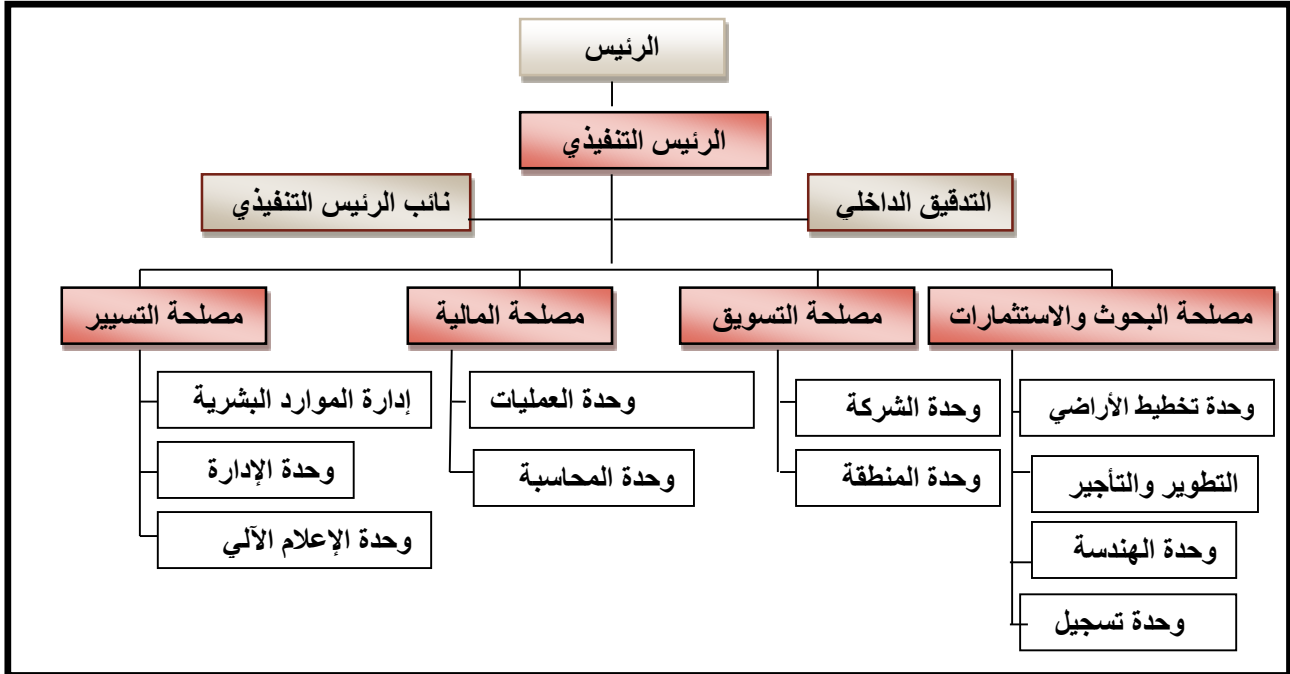 الرئيس
الرئيس التنفيذي
التدقيق الداخلي
نائب الرئيس التنفيذي
مصلحة البحوث والاستثمارات
مصلحة التسويق
مصلحة المالية
مصلحة التسيير
وحدة تخطيط الأراضي
التطوير والتأجير
وحدة الهندسة
وحدة تسجيل
وحدة الشركة
وحدة المنطقة
وحدة العمليات
وحدة المحاسبة
إدارة الموارد البشرية
وحدة الإدارة
وحدة الإعلام الآلي